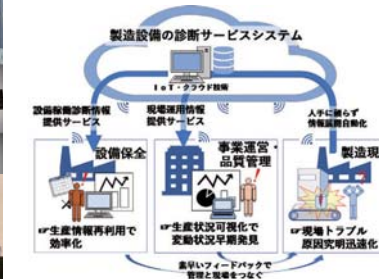 製造設備の診断サービスシステム
IoT・クラウド技術
設備稼働診断情報
提供サービス
現場運用情報
提供サービス
人手に頼らず
情報展開自動化
設備保全
☞生産情報再利用で
効率化
事業運営・
品質管理
☞生産状況可視化で
変動状況早期発見
製造現
☞現場トラブル
原因究明迅速化
素早いフィードバックで
管理と現場をつなぐ